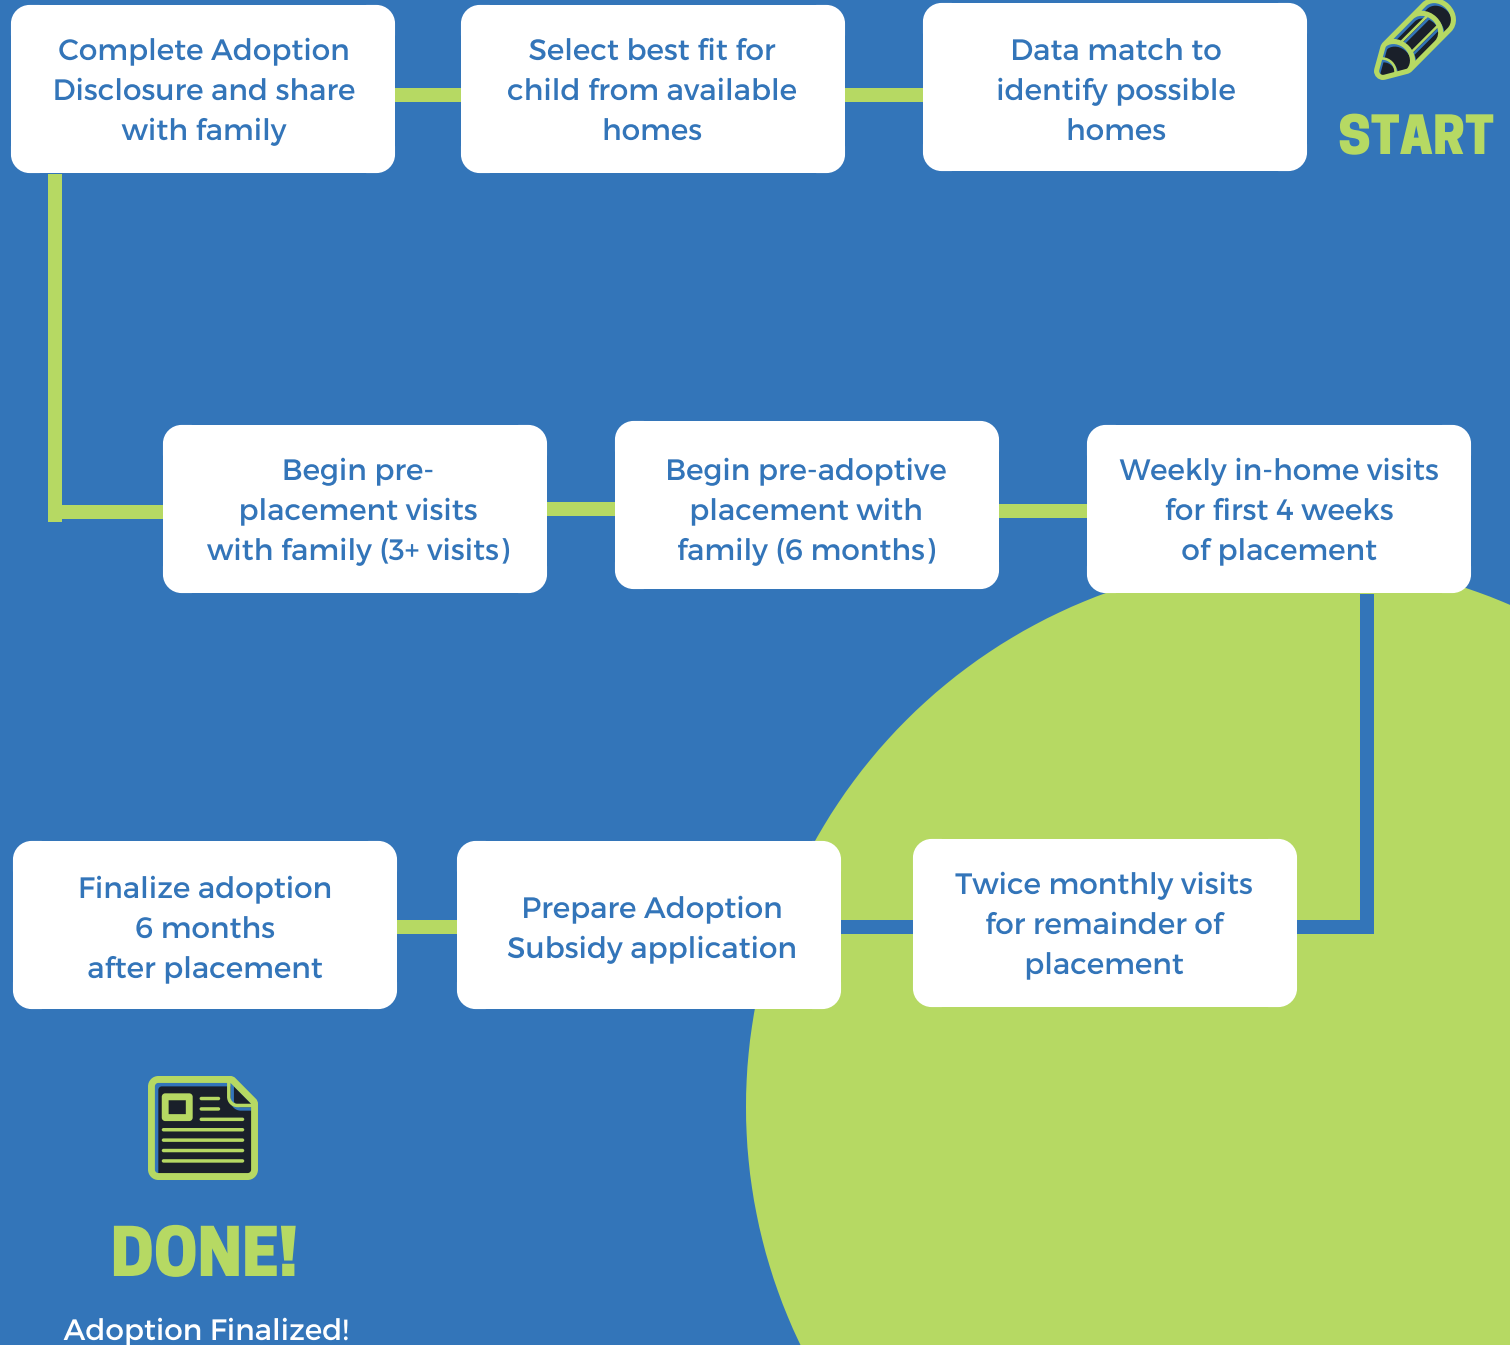 START
Data match to
identify possible
homes
Select best fit for
child from available
homes
Complete Adoption
Disclosure and share
with family
Begin pre-
placement visits
with family (3+ visits)
Begin pre-adoptive
placement with
family (6 months)
Weekly in-home visits
for first 4 weeks
of placement
Twice monthly visits
for remainder of
placement
Prepare Adoption
Subsidy application
Finalize adoption
6 months
after placement
DONE!
Adoption Finalized!